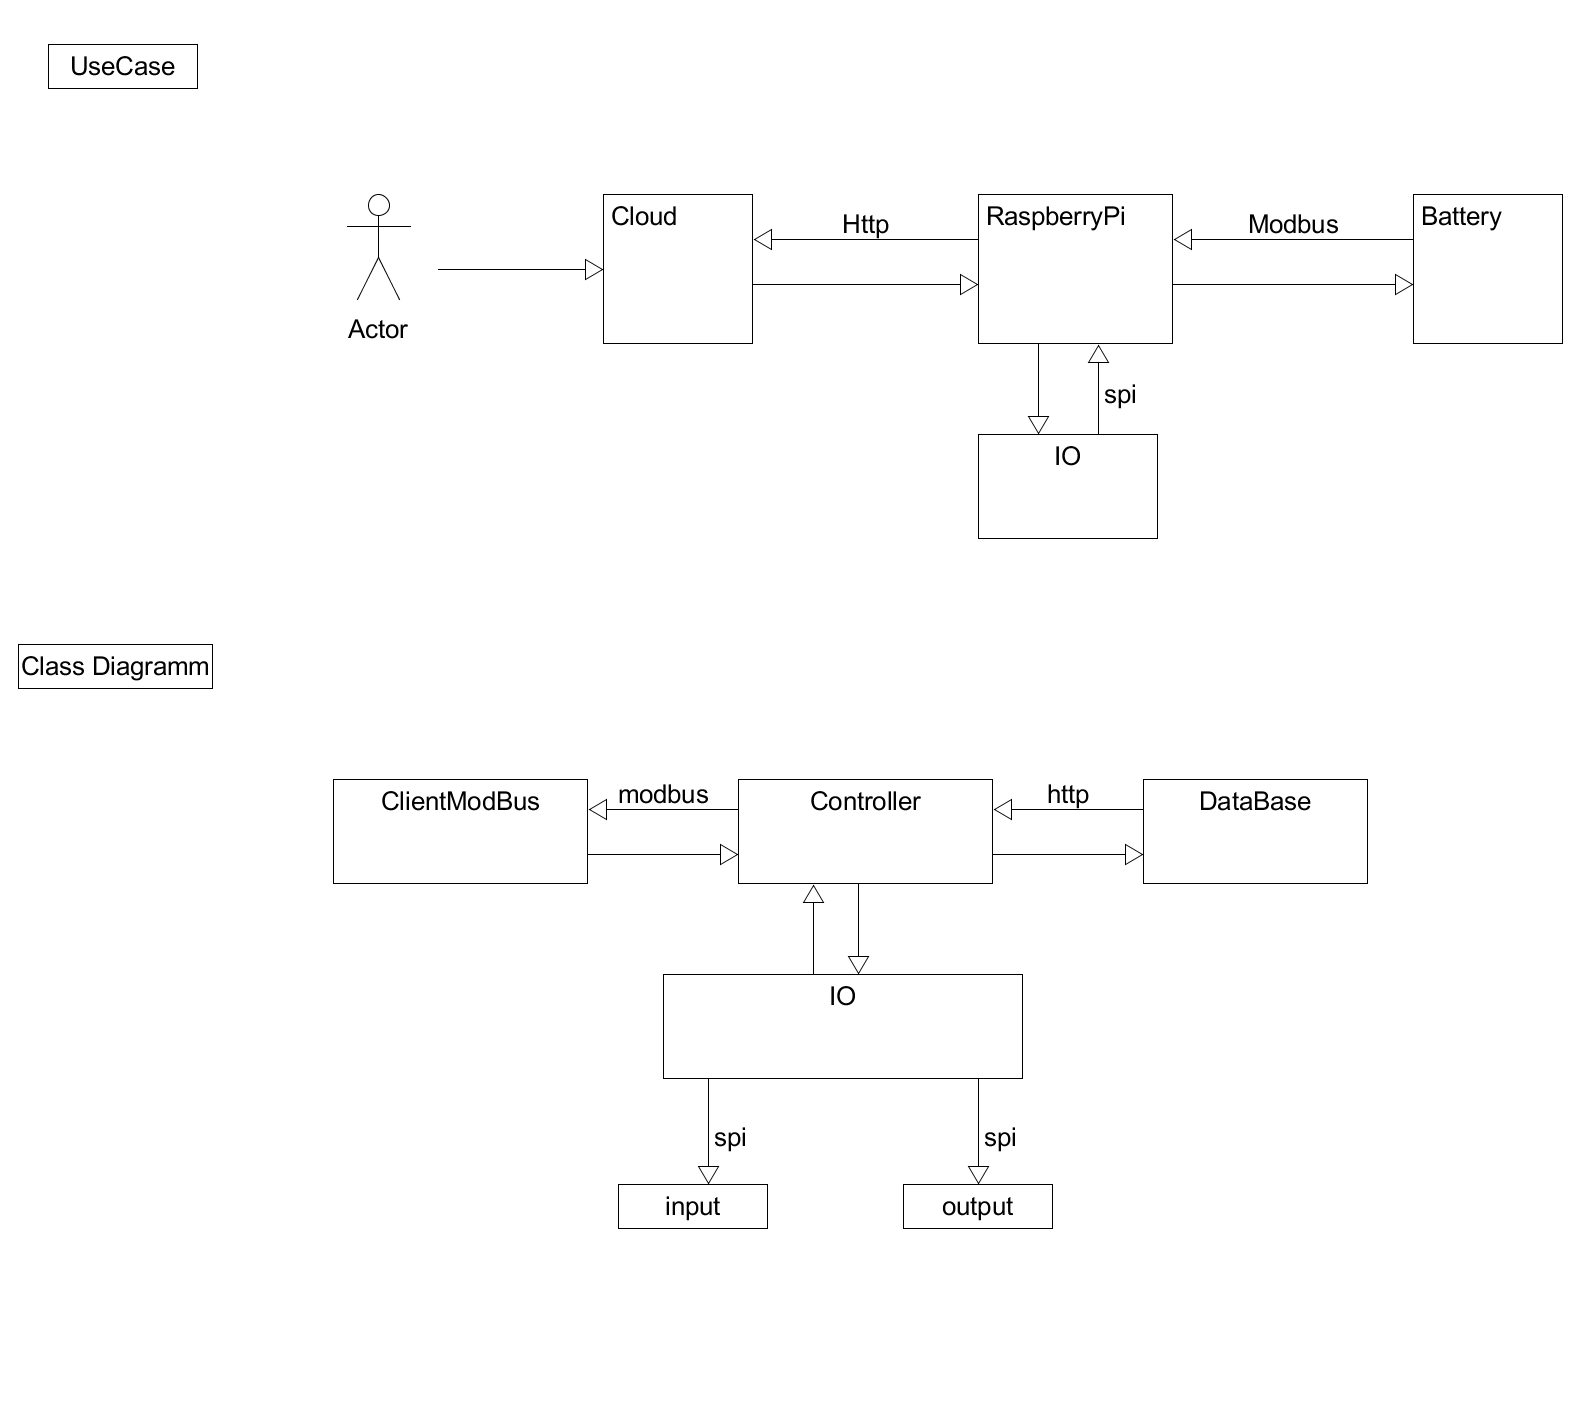 UseCase
Cloud
Http
RaspberryPi
Modbus
Battery
Actor
spi
IO
Class Diagramm
ClientModBus
modbus
Controller
http
DataBase
IO
spi
spi
input
output